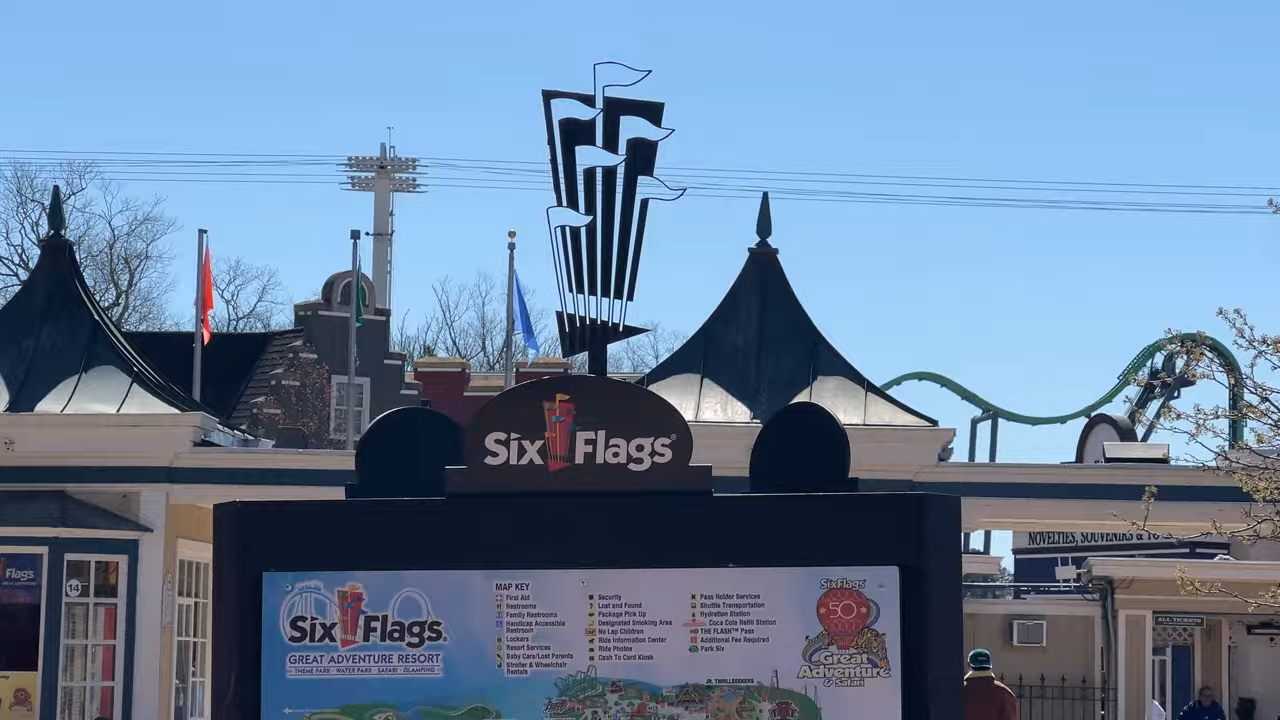 Six Flags®
NOVELTIES, SOUVENIRS &
Flags
14
ALL TICKETS
Six Flags®
GREAT ADVENTURE RESORT
THEME PARK · WATER PARK · SAFARI · GLAMPING
MAP KEY
First Aid
Restrooms
Family Restrooms
Handicap Accessible
Restroom
Lockers
Resort Services
Baby Care/Lost Parents
Stroller & Wheelchair
Rentals
Security
Lost and Found
Package Pick Up
Designated Smoking Area
No Lap Children
Ride Information Center
Ride Photos
Cash To Card Kiosk
Pass Holder Services
Shuttle Transportation
Hydration Station
Coca Cola Refill Station
THE FLASH™ Pass
Additional Fee Required
Park Six
SixFlags
50
Great
Adventure
& Safari
JR. THRILLSEEKERS